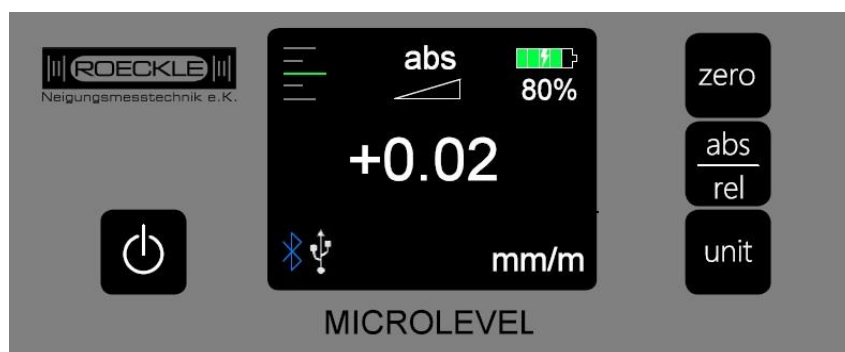 ROECKLE
Neigungsmesstechnik e.K.
abs
80%
+0.02
mm/m
zero
abs
rel
unit
MICROLEVEL